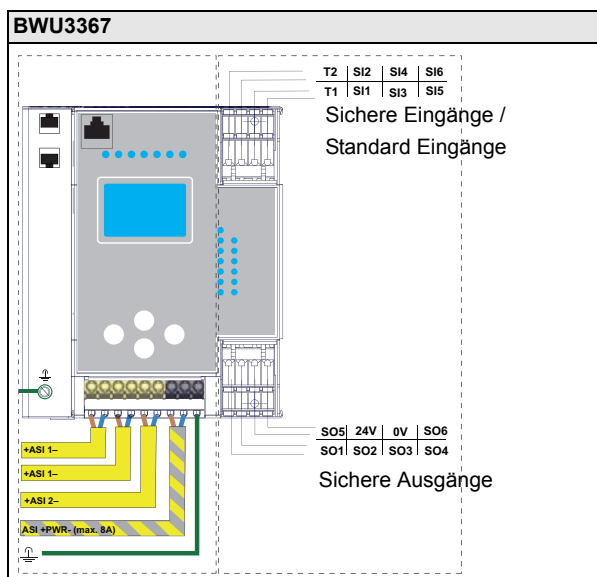 BWU3367
T2 SI2 SI4 SI6
T1 SI1 SI3 SI5
Sichere Eingänge /
Standard Eingänge
SO5 24V 0V SO6
SO1 SO2 SO3 SO4
Sichere Ausgänge
+ASI 1–
+ASI 1–
+ASI 2–
ASI +PWR- (max. 8A)